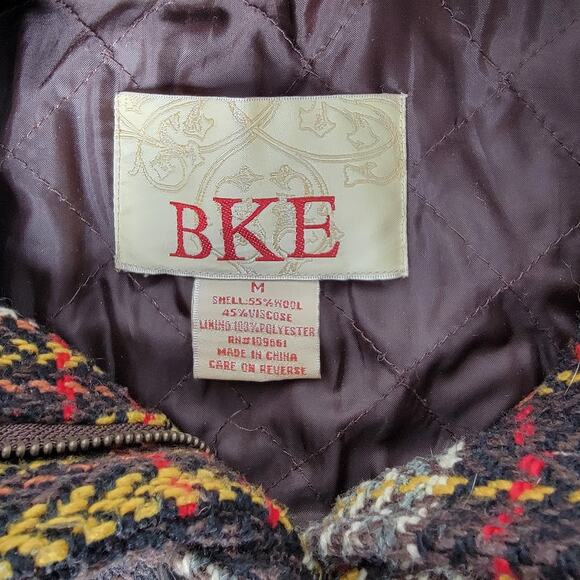 BKE
M
SHELL:55%WOOL
45%VISCOSE
LINING:100%POLYESTER
RN#109661
MADE IN CHINA
CARE ON REVERSE